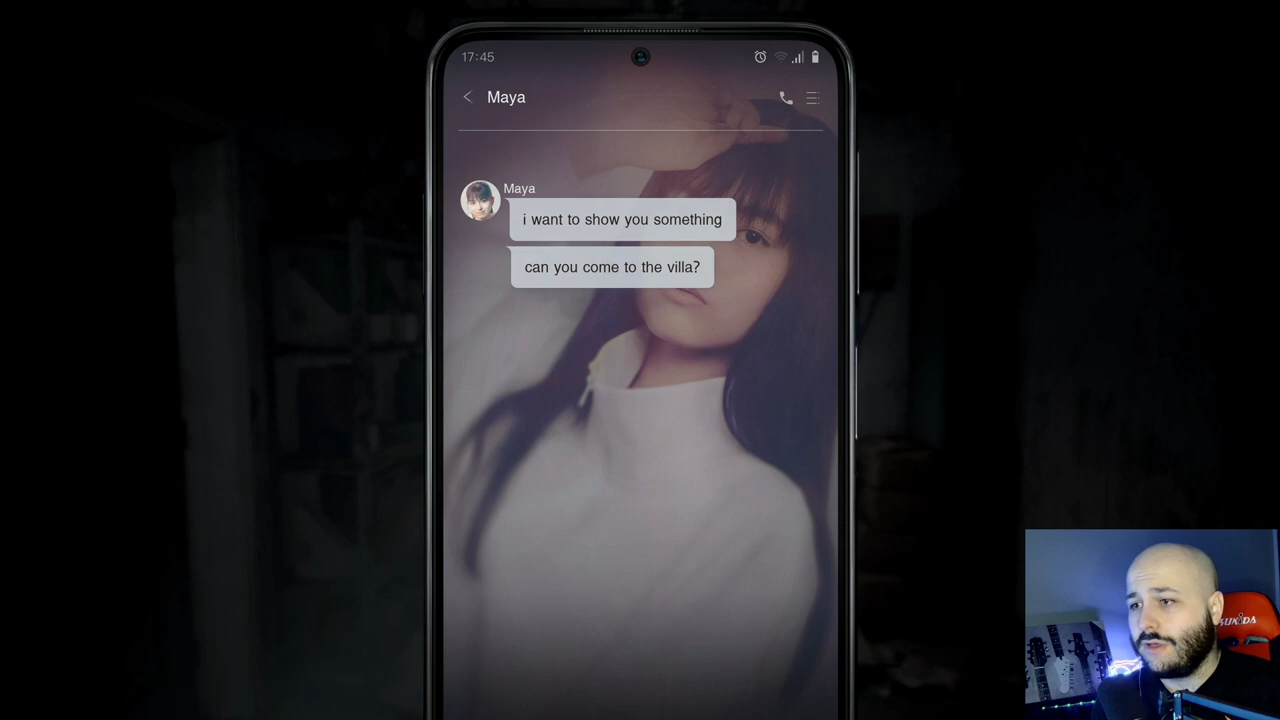 17:45
Maya
Maya
i want to show you something
can you come to the villa?